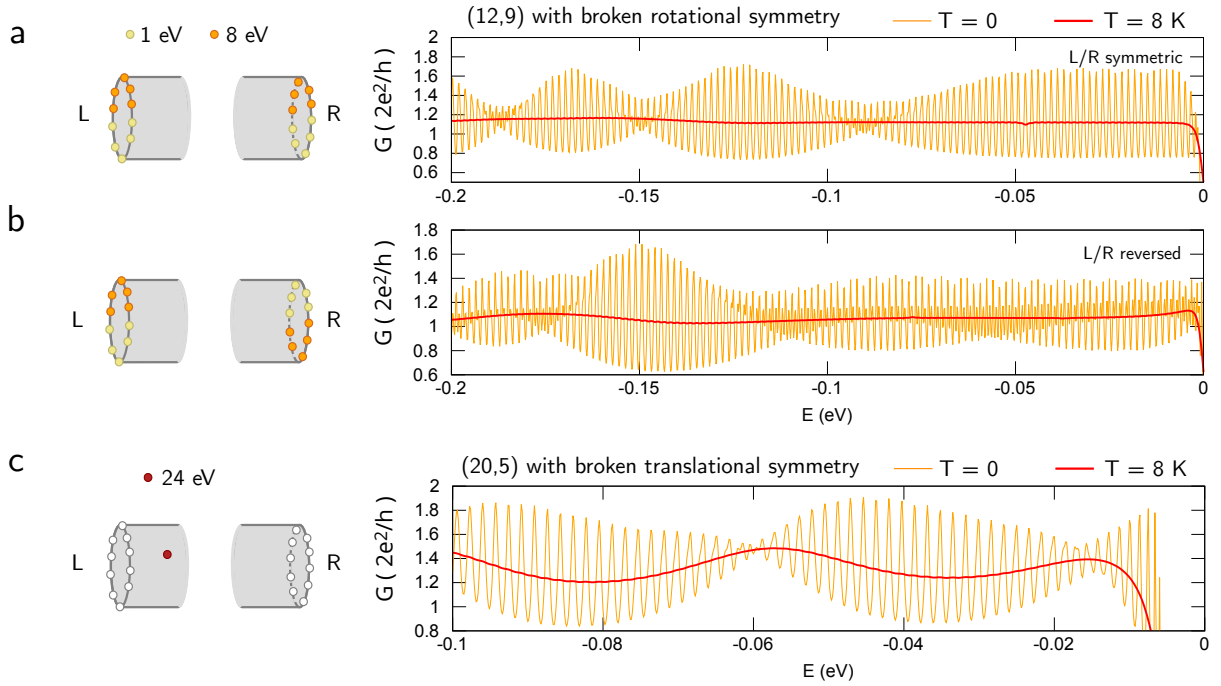 a
1 eV 8 eV
L R
(12,9) with broken rotational symmetry T = 0 T = 8 K
L/R symmetric
G ( 2e²/h )
2
1.8
1.6
1.4
1.2
1
0.8
0.6
-0.2 -0.15 -0.1 -0.05 0
b
L R
L/R reversed
G ( 2e²/h )
1.8
1.6
1.4
1.2
1
0.8
0.6
-0.2 -0.15 -0.1 -0.05 0
E (eV)
c
24 eV
L R
(20,5) with broken translational symmetry T = 0 T = 8 K
G ( 2e²/h )
2
1.8
1.6
1.4
1.2
1
0.8
-0.1 -0.08 -0.06 -0.04 -0.02 0
E (eV)